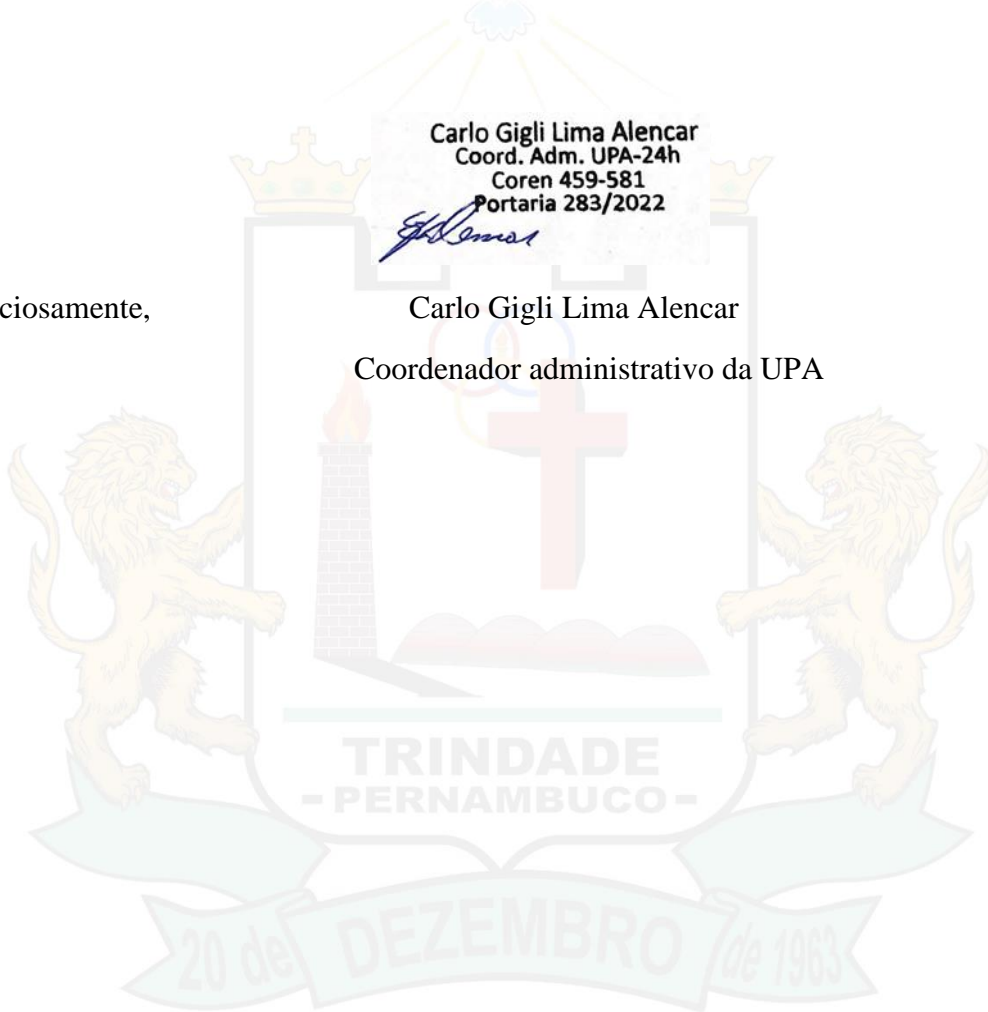 Carlo Gigli Lima Alencar
Coord. Adm. UPA-24h
Coren 459-581
Portaria 283/2022
ciosamente,
Carlo Gigli Lima Alencar
Coordenador administrativo da UPA
TRINDADE
- PERNAMBUCO -
20 de DEZEMBRO de 1963